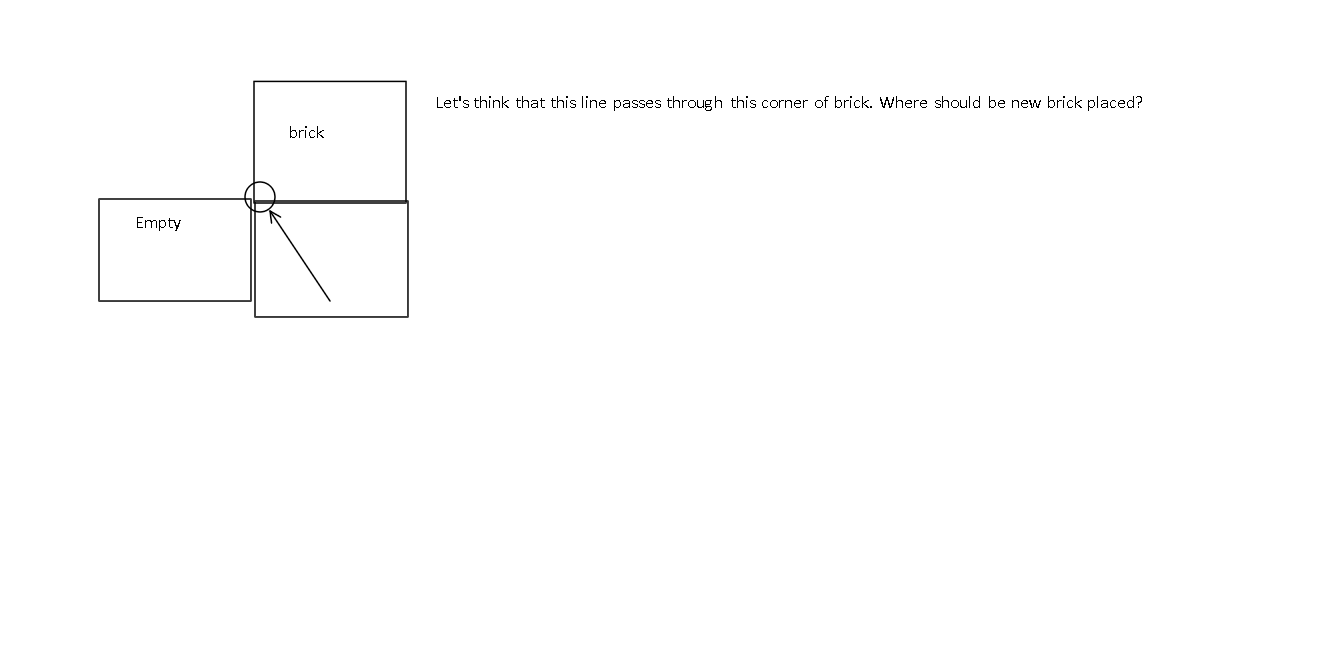 Let's think that this line passes through this corner of brick. Where should be new brick placed?
brick
Empty